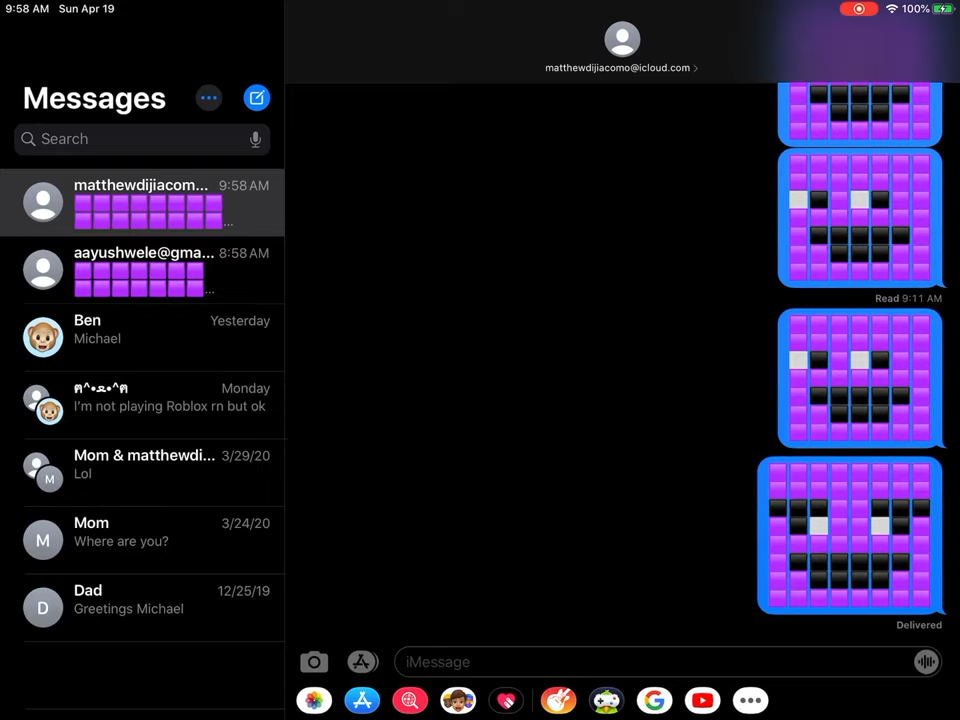 9:58 AM Sun Apr 19
100%
matthewdijiacomo@icloud.com
Messages
Search
matthewdijiacom... 9:58 AM
...
aayushwele@gma... 8:58 AM
...
Ben Yesterday
Michael
Monday
I'm not playing Roblox rn but ok
Mom & matthewdi... 3/29/20
M
Lol
M
Mom 3/24/20
Where are you?
D
Dad 12/25/19
Greetings Michael
Read 9:11 AM
Delivered
iMessage